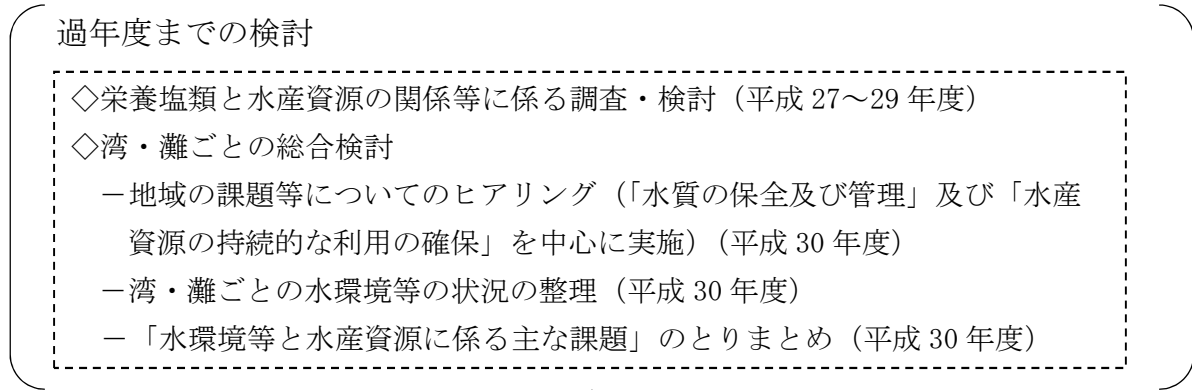 過年度までの検討
◇栄養塩類と水産資源の関係等に係る調査・検討（平成 27～29 年度）
◇湾・灘ごとの総合検討
－地域の課題等についてのヒアリング（「水質の保全及び管理」及び「水産
資源の持続的な利用の確保」を中心に実施）（平成 30 年度）
－湾・灘ごとの水環境等の状況の整理（平成 30 年度）
－「水環境等と水産資源に係る主な課題」のとりまとめ（平成 30 年度）